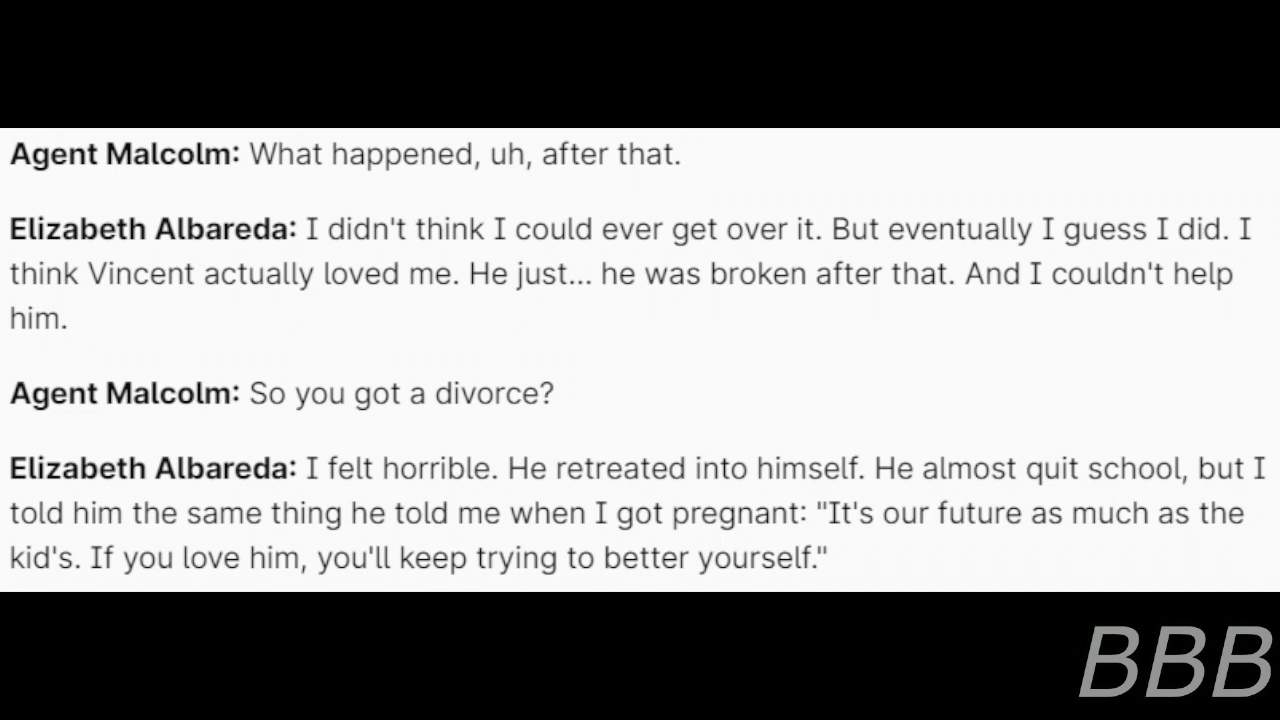 Agent Malcolm: What happened, uh, after that.
Elizabeth Albareda: I didn't think I could ever get over it. But eventually I guess I did. I
think Vincent actually loved me. He just... he was broken after that. And I couldn't help
him.
Agent Malcolm: So you got a divorce?
Elizabeth Albareda: I felt horrible. He retreated into himself. He almost quit school, but I
told him the same thing he told me when I got pregnant: "It's our future as much as the
kid's. If you love him, you'll keep trying to better yourself."
BBB